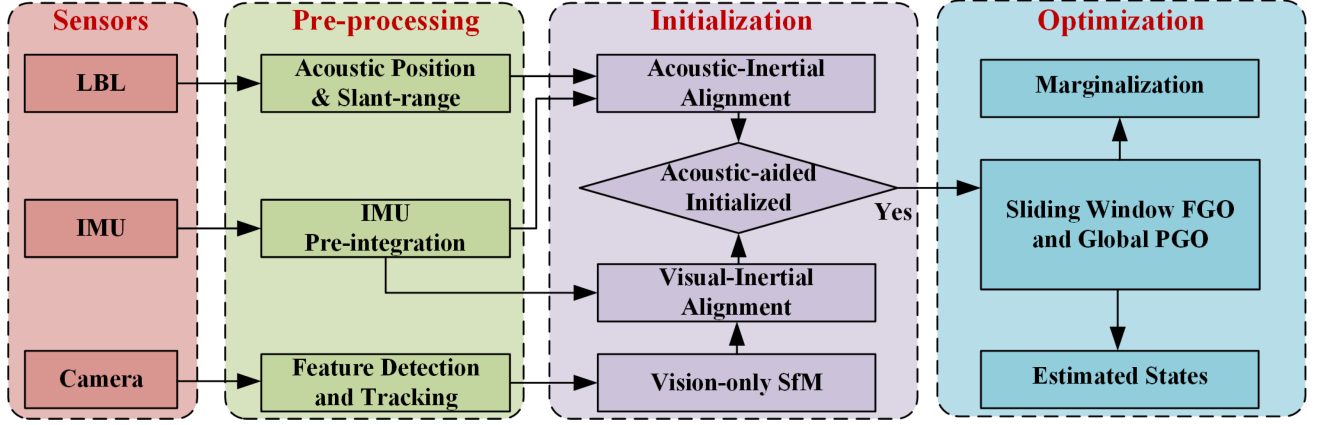 Sensors
LBL
IMU
Camera
Pre-processing
Acoustic Position
& Slant-range
IMU
Pre-integration
Feature Detection
and Tracking
Initialization
Acoustic-Inertial
Alignment
Acoustic-aided
Initialized
Yes
Visual-Inertial
Alignment
Vision-only SfM
Optimization
Marginalization
Sliding Window FGO
and Global PGO
Estimated States